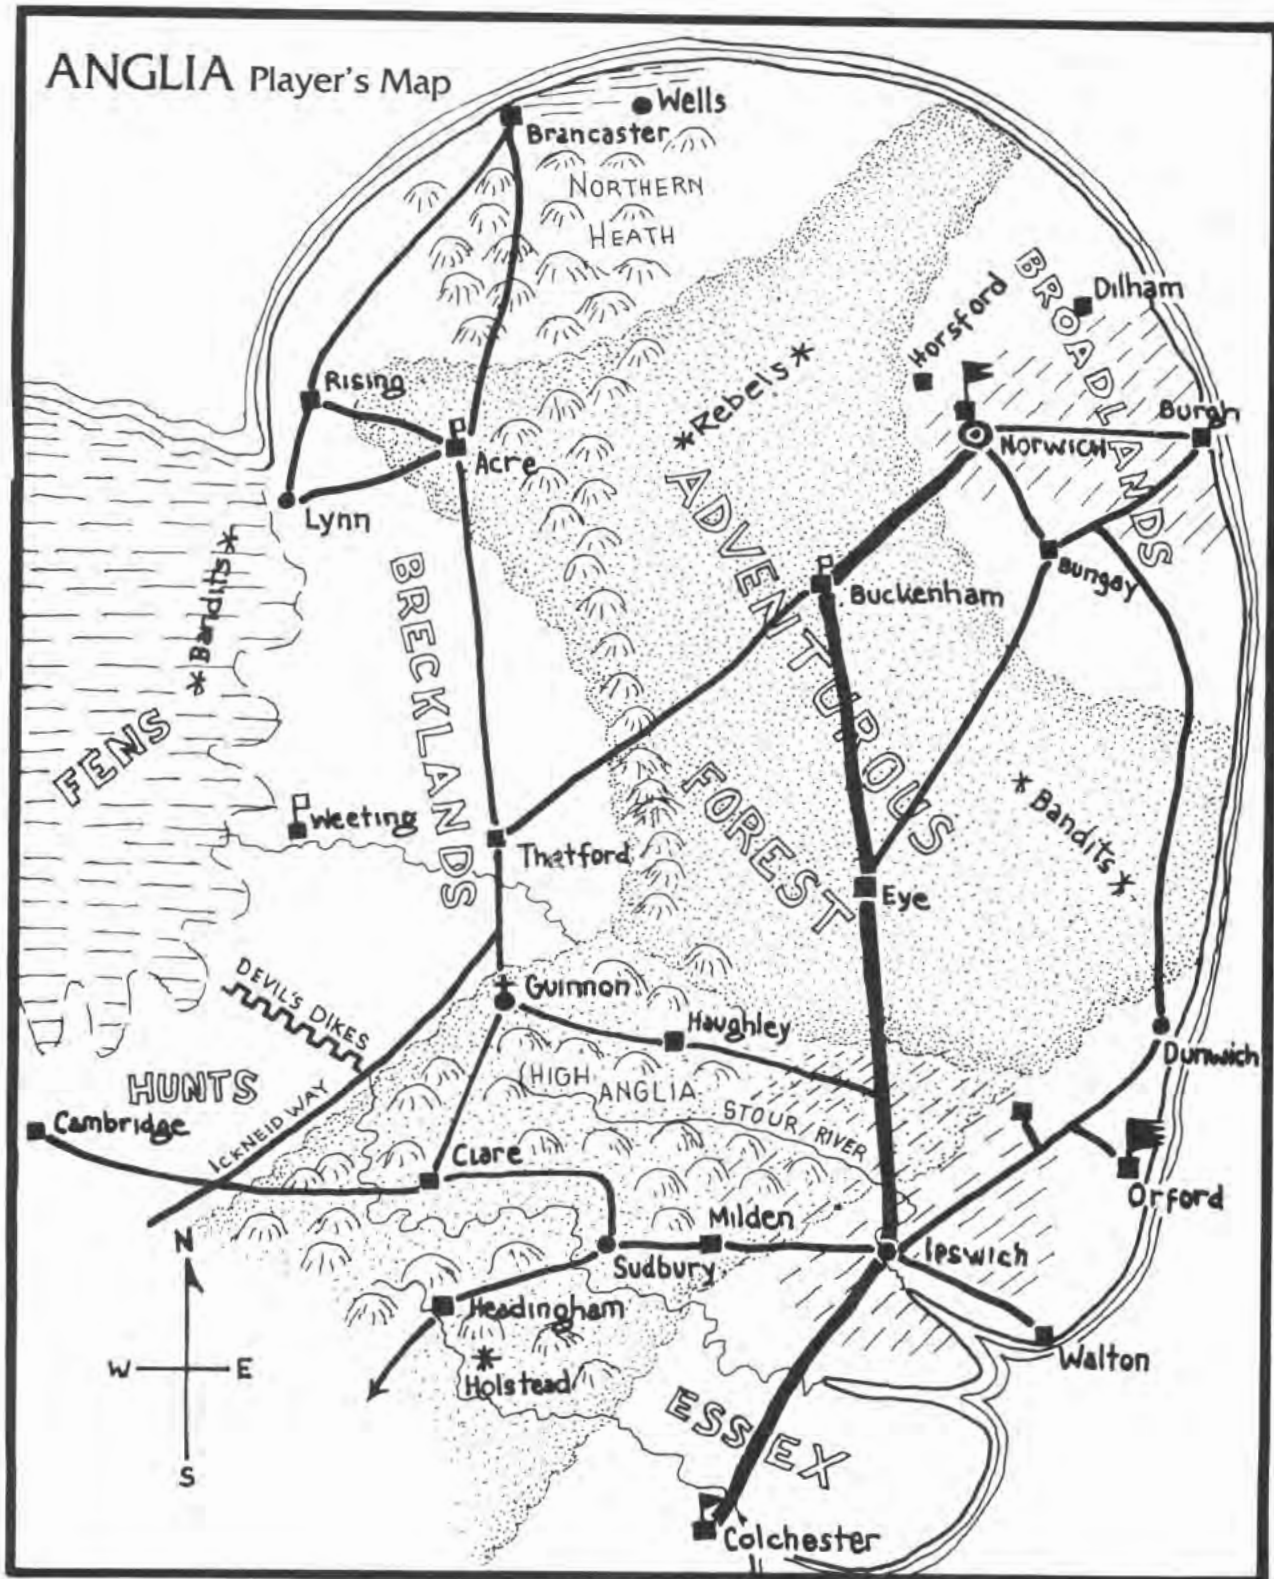 ANGLIA Player's Map
Wells
Brancaster
NORTHERN
HEATH
BROADLANDS
Dilham
Horsford
*Rebels*
Rising
Burgh
NORWICH
Acre
Lynn
ADVENTUROUS
FOREST
*Bandits*
BRECKLANDS
Bungay
Buckenham
FENS
Weeting
Thetford
*Bandits*
Eye
DEVIL'S DIKES
Guinnon
Haughley
Dunwich
HUNTS
HIGH
ANGLIA
STOUR RIVER
Cambridge
ICKNEID WAY
Clare
Orford
Milden
Ipswich
Sudbury
N
Headingham
W E
Walton
Holstead
S
ESSEX
Colchester